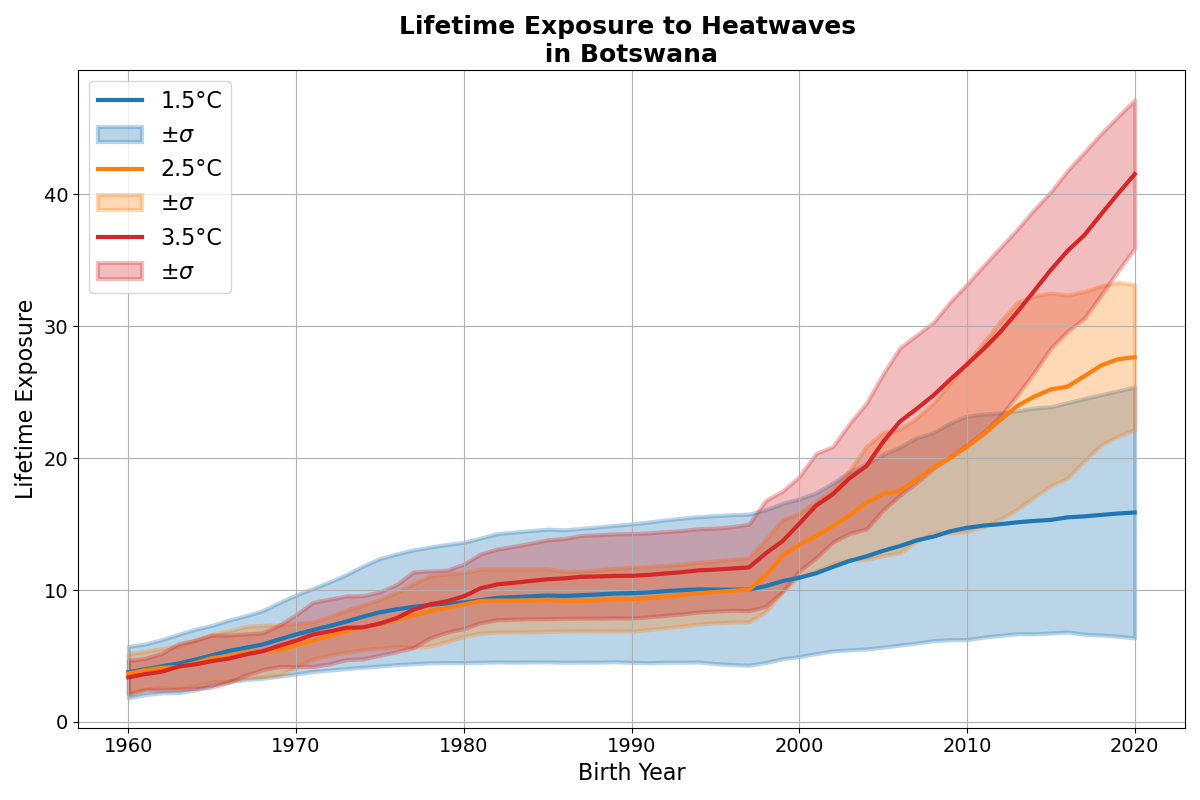 Lifetime Exposure to Heatwaves
in Botswana
1.5°C
±σ
2.5°C
±σ
3.5°C
±σ
Lifetime Exposure
40
30
20
10
0
1960 1970 1980 1990 2000 2010 2020
Birth Year